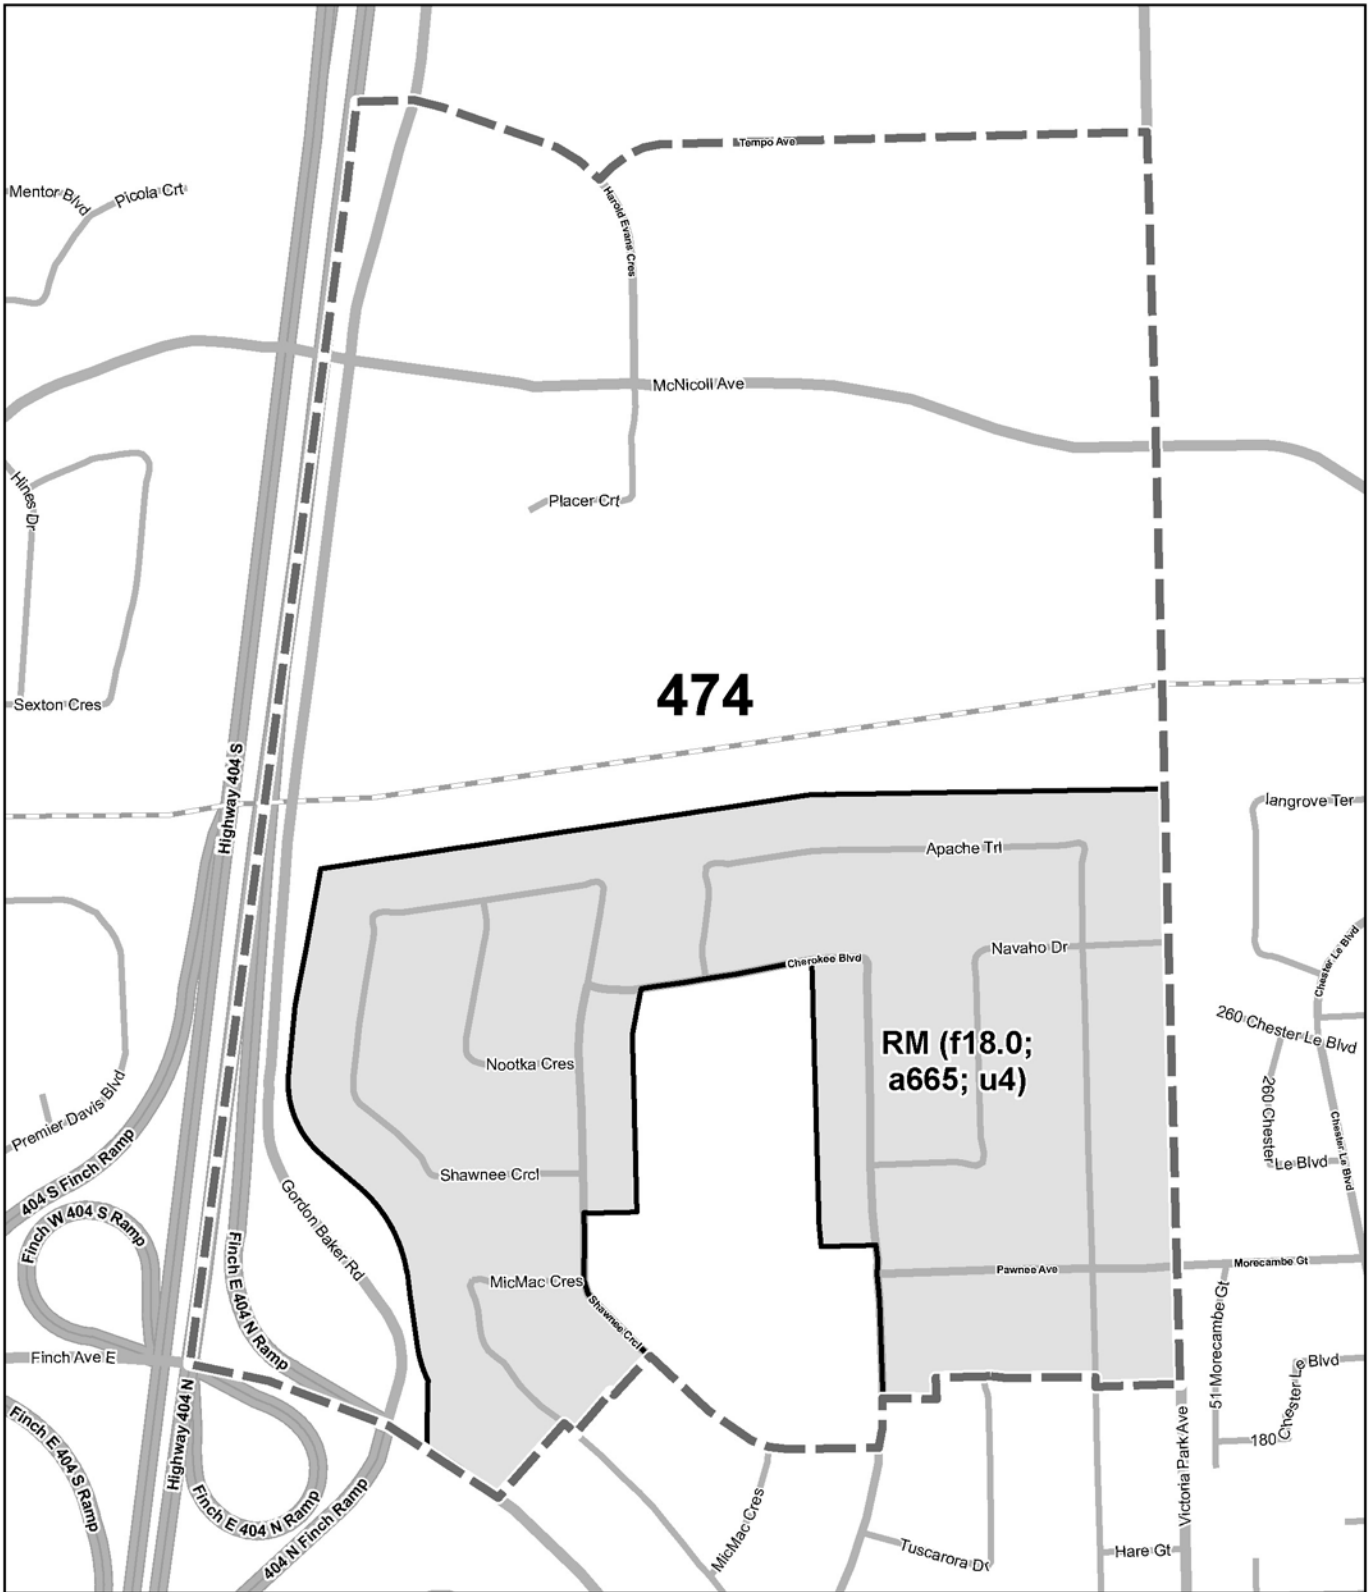 Tempo Ave
Mentor Blvd
Picola Crt
Harold Evans Cres
McNicoll Ave
Hines Dr
Placer Crt
474
Sexton Cres
Highway 404 S
langrove Ter
Apache Trl
Chester Le Blvd
Navaho Dr
Cherokee Blvd
260 Chester Le Blvd
RM (f18.0;
a665; u4)
Nootka Cres
260 Chester
Le Blvd
Chester Le Blvd
Premier Davis Blvd
404 S Finch Ramp
Shawnee Crcl
Finch W 404 S Ramp
Gordon Baker Rd
Finch E 404 N Ramp
MicMac Cres
Pawnee Ave
Morecambe Gt
Shawnee Crcl
51 Morecambe Gt
Finch Ave E
Chester Le Blvd
180
Highway 404 N
Finch E 404 S Ramp
Finch E 404 N Ramp
404 N Finch Ramp
Victoria Park Ave
MicMac Cres
Tuscarora Dr
Hare Gt